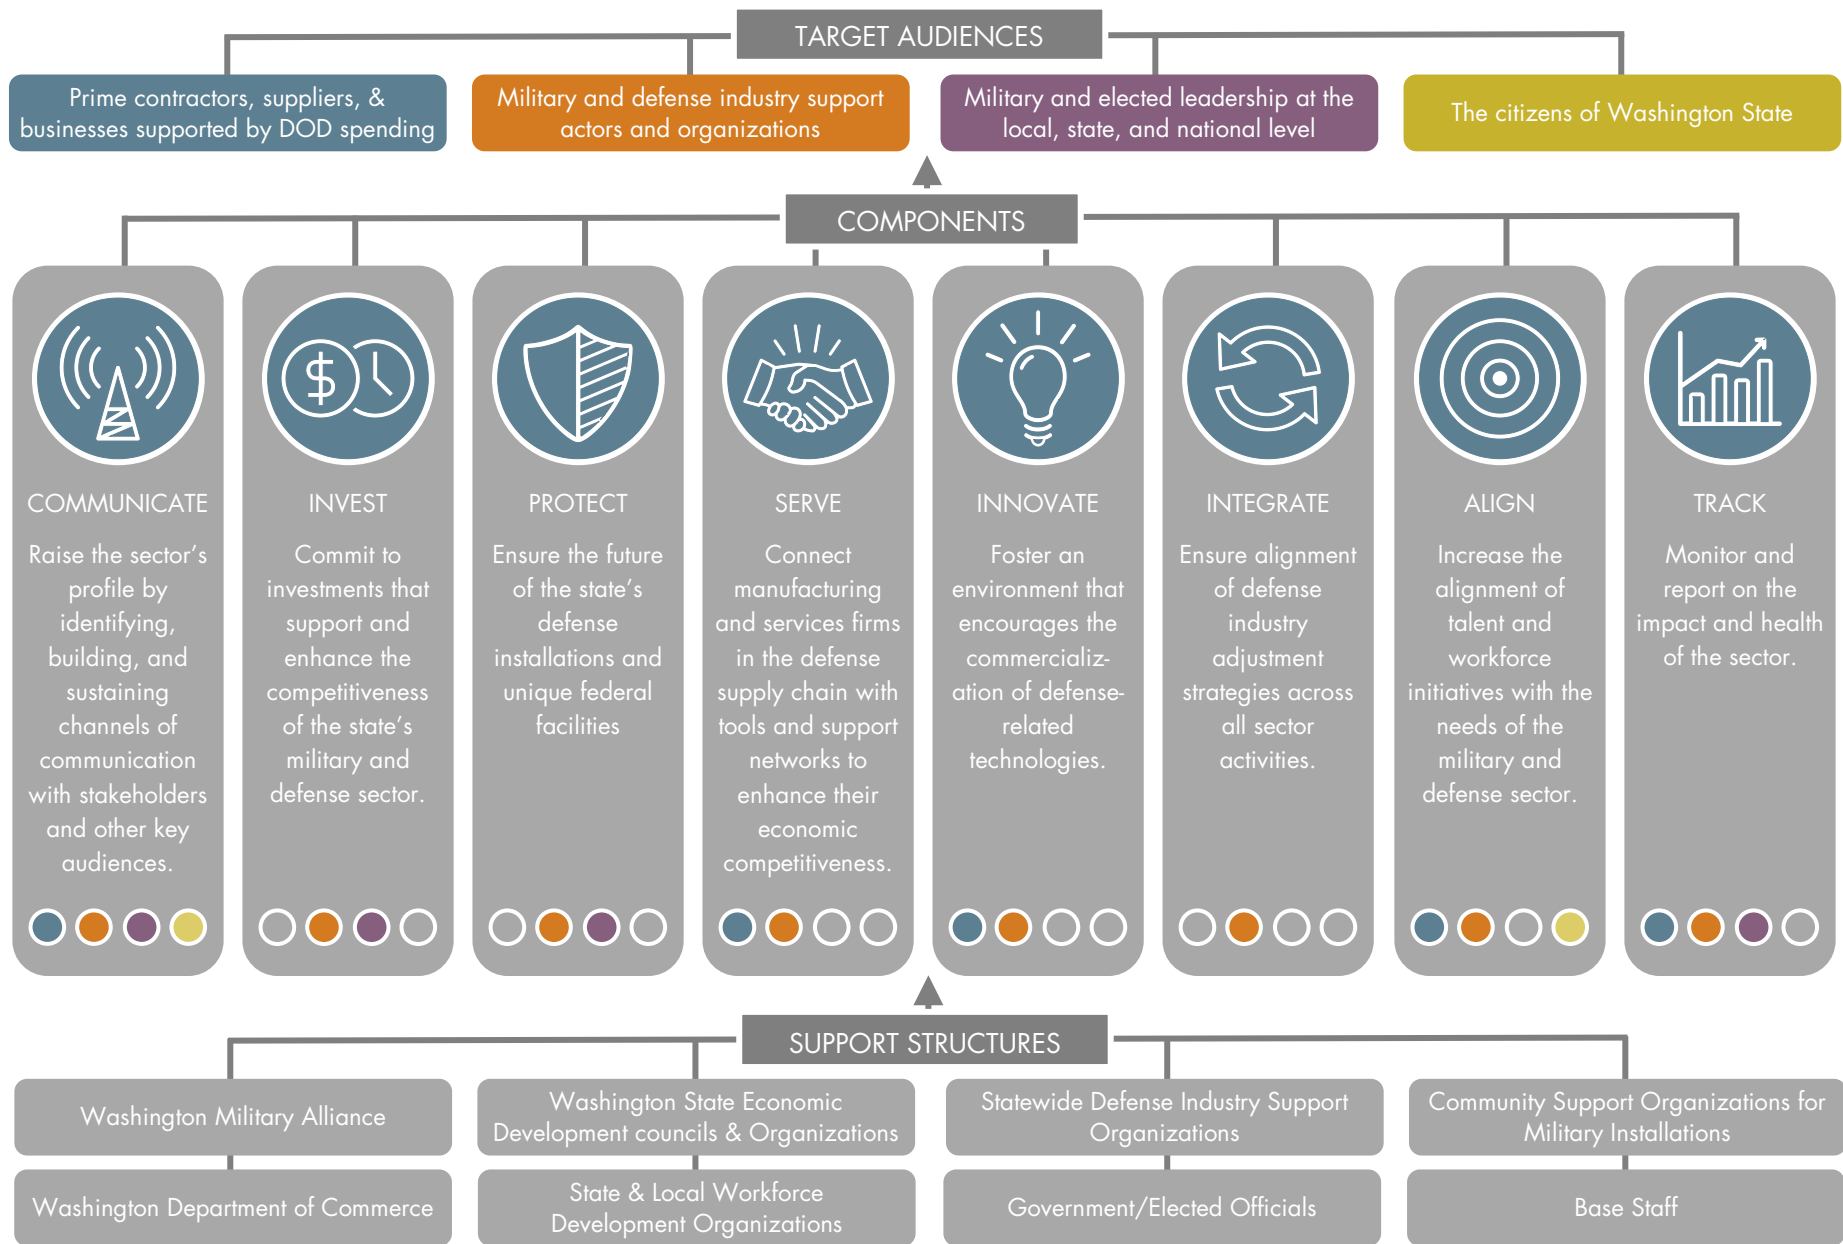 TARGET AUDIENCES
Prime contractors, suppliers, &
businesses supported by DOD spending
Military and defense industry support
actors and organizations
Military and elected leadership at the
local, state, and national level
The citizens of Washington State
COMPONENTS
COMMUNICATE
Raise the sector's
profile by
identifying,
building, and
sustaining
channels of
communication
with stakeholders
and other key
audiences.
INVEST
Commit to
investments that
support and
enhance the
competitiveness
of the state's
military and
defense sector.
PROTECT
Ensure the future
of the state's
defense
installations and
unique federal
facilities
SERVE
Connect
manufacturing
and services firms
in the defense
supply chain with
tools and support
networks to
enhance their
economic
competitiveness.
INNOVATE
Foster an
environment that
encourages the
commercializ-
ation of defense-
related
technologies.
INTEGRATE
Ensure alignment
of defense
industry
adjustment
strategies across
all sector
activities.
ALIGN
Increase the
alignment of
talent and
workforce
initiatives with the
needs of the
military and
defense sector.
TRACK
Monitor and
report on the
impact and health
of the sector.
SUPPORT STRUCTURES
Washington Military Alliance
Washington State Economic
Development councils & Organizations
Statewide Defense Industry Support
Organizations
Community Support Organizations for
Military Installations
Washington Department of Commerce
State & Local Workforce
Development Organizations
Government/Elected Officials
Base Staff